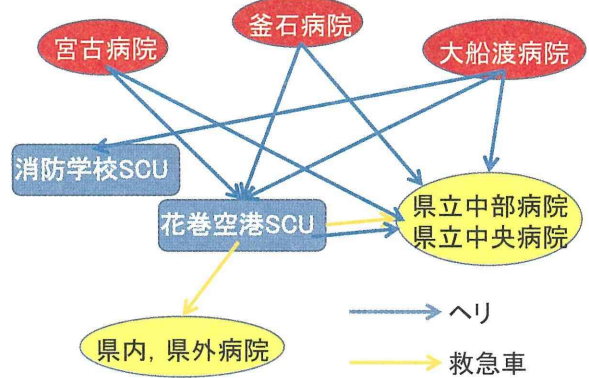 宮古病院
釜石病院
大船渡病院
消防学校SCU
花巻空港SCU
県立中部病院
県立中央病院
県内，県外病院
ヘリ
救急車